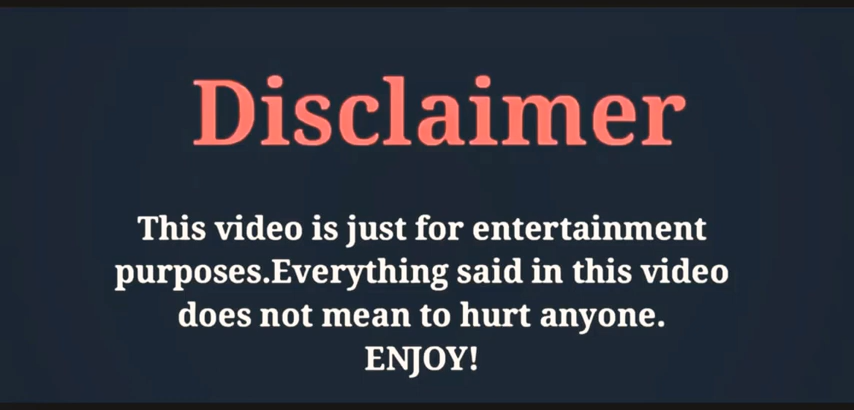 Disclaimer
This video is just for entertainment
purposes.Everything said in this video
does not mean to hurt anyone.
ENJOY!